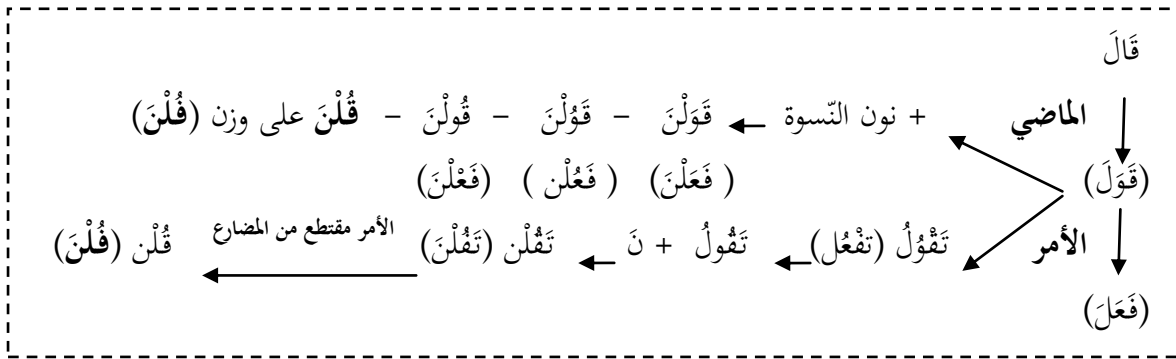 قَالَ
الماضي + نون النّسوة قَوَلْنَ – قَوُلْنَ – قُولْنَ – قُلْنَ على وزن (فُلْنَ)
(قَوَلَ) (فَعَلْنَ) (فَعُلْن ) (فَعْلْنَ)
الأمر تَقْوُلُ (تفْعُل) تَقُولُ + نَ تَقُلْن (تَفُلْنَ) الأمر مقتطع من المضارع قُلْن (فُلْنَ)
(فَعَلَ)